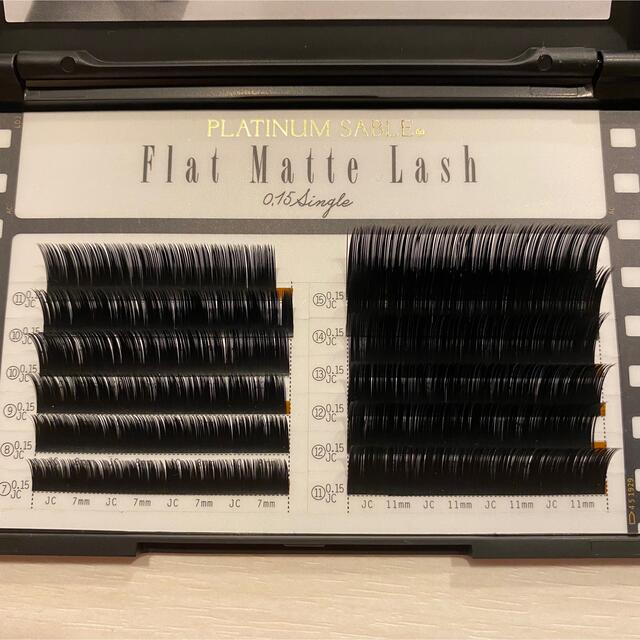 PLATINUM SABLE
Flat Matte Lash
0.15 Single
⑪ 0.15 JC
⑩ 0.15 JC
⑩ 0.15 JC
⑨ 0.15 JC
⑧ 0.15 JC
⑦ 0.15 JC
JC 7mm JC 7mm JC 7mm JC 7mm
⑮ 0.15 JC
⑭ 0.15 JC
⑬ 0.15 JC
⑫ 0.15 JC
⑫ 0.15 JC
⑪ 0.15 JC
JC 11mm JC 11mm JC 11mm JC 11mm